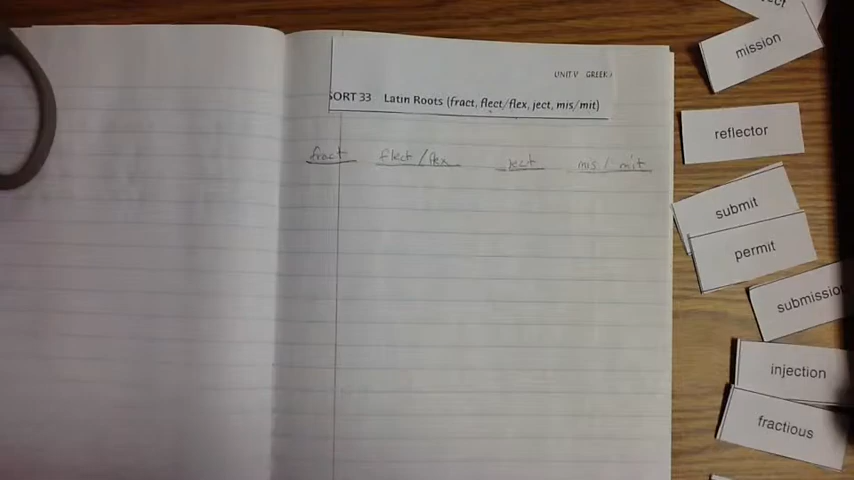 UNIT V GREEK
SORT 33 Latin Roots (fract, flect/flex, ject, mis/mit)
fract flect/flex ject mis/mit
mission
reflector
submit
permit
submission
injection
fractious